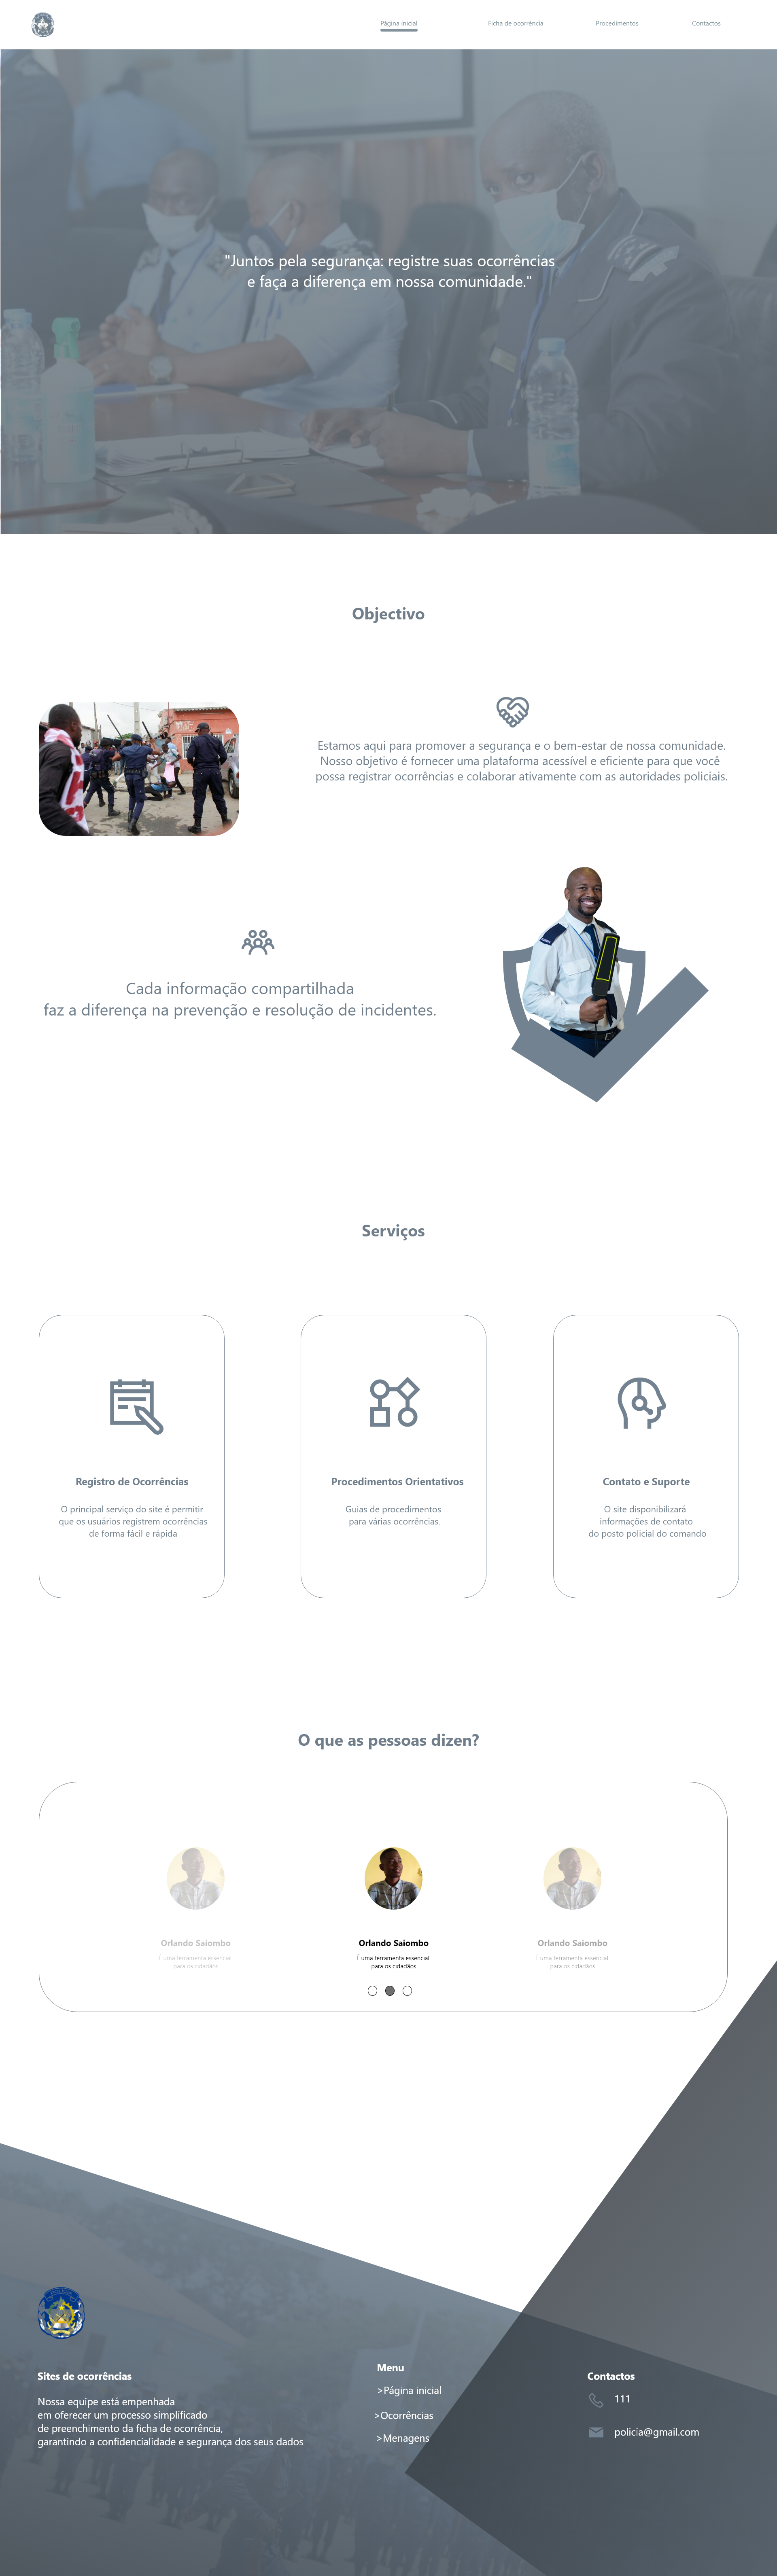 Página inicial
Ficha de ocorrência
Procedimentos
Contactos
"Juntos pela segurança: registre suas ocorrências
e faça a diferença em nossa comunidade."
Objectivo
Estamos aqui para promover a segurança e o bem-estar de nossa comunidade.
Nosso objetivo é fornecer uma plataforma acessível e eficiente para que você
possa registrar ocorrências e colaborar ativamente com as autoridades policiais.
Cada informação compartilhada
faz a diferença na prevenção e resolução de incidentes.
Serviços
Registro de Ocorrências
O principal serviço do site é permitir
que os usuários registrem ocorrências
de forma fácil e rápida
Procedimentos Orientativos
Guias de procedimentos
para várias ocorrências.
Contato e Suporte
O site disponibilizará
informações de contato
do posto policial do comando
O que as pessoas dizen?
Orlando Saiombo
É uma ferramenta essencial
para os cidadãos
Orlando Saiombo
É uma ferramenta essencial
para os cidadãos
Orlando Saiombo
É uma ferramenta essencial
para os cidadãos
Sites de ocorrências
Nossa equipe está empenhada
em oferecer um processo simplificado
de preenchimento da ficha de ocorrência,
garantindo a confidencialidade e segurança dos seus dados
Menu
>Página inicial
>Ocorrências
>Menagens
Contactos
111
policia@gmail.com